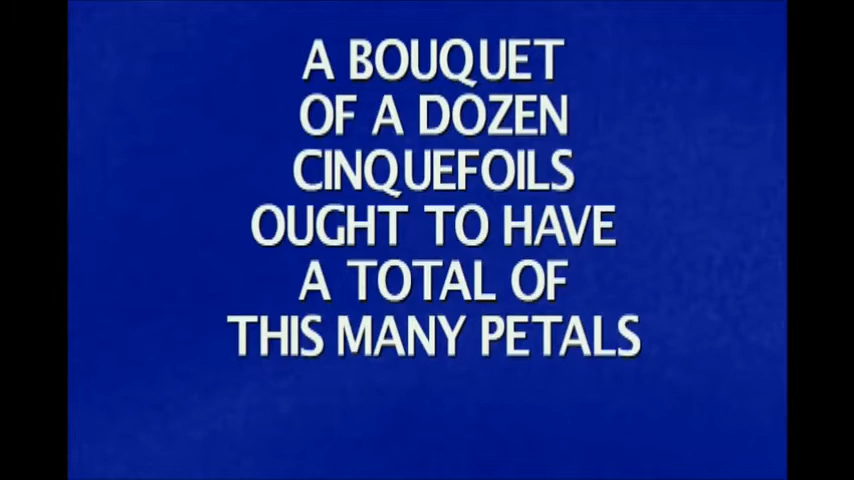 A BOUQUET
OF A DOZEN
CINQUEFOILS
OUGHT TO HAVE
A TOTAL OF
THIS MANY PETALS